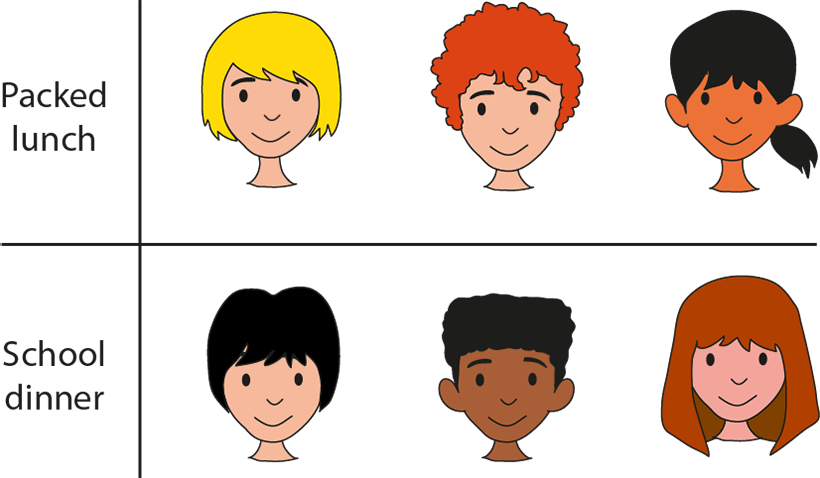 Packed
lunch
School
dinner